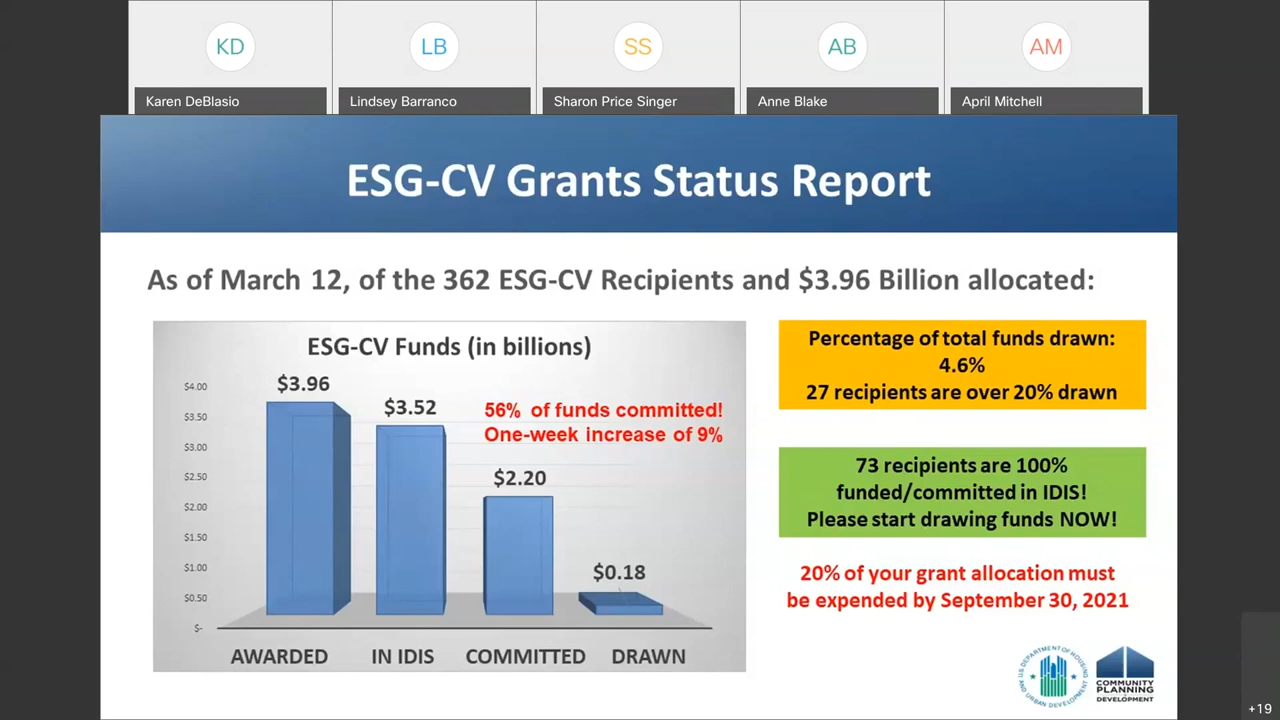 KD
LB
SS
AB
AM
Karen DeBlasio
Lindsey Barranco
Sharon Price Singer
Anne Blake
April Mitchell
ESG-CV Grants Status Report
As of March 12, of the 362 ESG-CV Recipients and $3.96 Billion allocated:
ESG-CV Funds (in billions)
$4.00
$3.50
$3.00
$2.50
$2.00
$1.50
$1.00
$0.50
$-
$3.96
$3.52
$2.20
$0.18
56% of funds committed!
One-week increase of 9%
AWARDED
IN IDIS
COMMITTED
DRAWN
Percentage of total funds drawn:
4.6%
27 recipients are over 20% drawn
73 recipients are 100%
funded/committed in IDIS!
Please start drawing funds NOW!
20% of your grant allocation must
be expended by September 30, 2021
U.S. DEPARTMENT OF HOUSING
AND URBAN DEVELOPMENT
COMMUNITY
PLANNING
DEVELOPMENT
+19